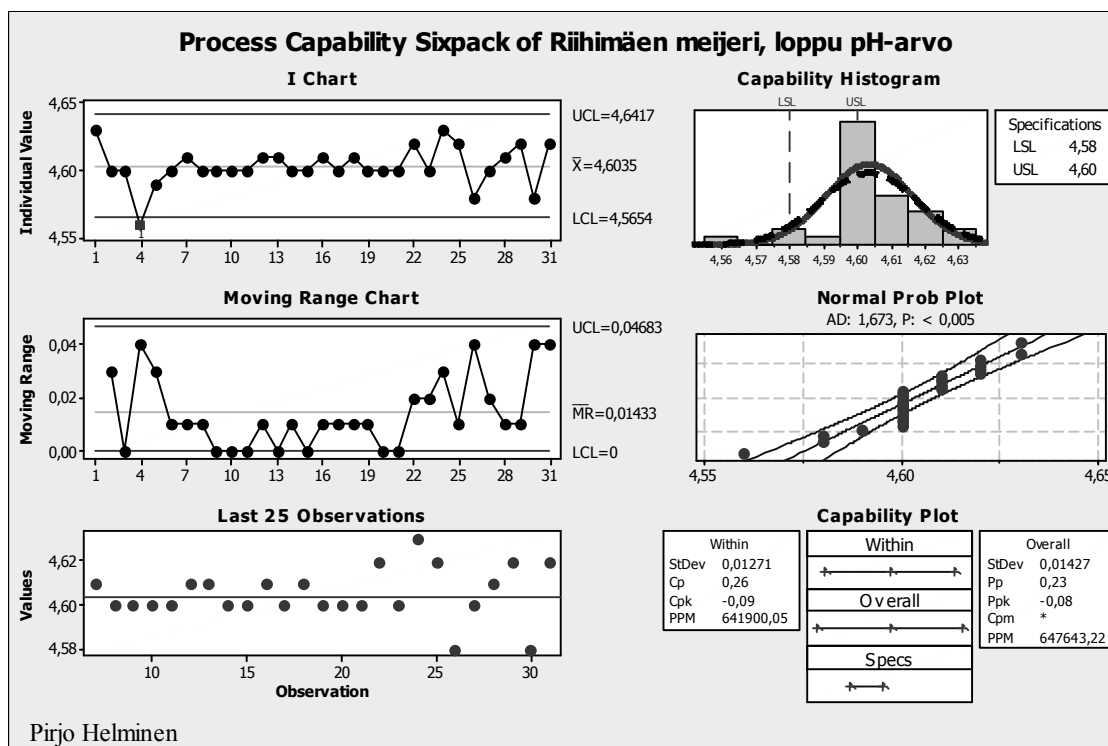 Process Capability Sixpack of Riihimäen meijeri, loppu pH-arvo
I Chart
Individual Value
4,65
4,60
4,55
1 4 7 10 13 16 19 22 25 28 31
UCL=4,6417
X=4,6035
LCL=4,5654
Moving Range Chart
Moving Range
0,04
0,02
0,00
1 4 7 10 13 16 19 22 25 28 31
UCL=0,04683
MR=0,01433
LCL=0
Last 25 Observations
Values
4,62
4,60
4,58
10 15 20 25 30
Observation
Capability Histogram
LSL USL
4,56 4,57 4,58 4,59 4,60 4,61 4,62 4,63
Specifications
LSL 4,58
USL 4,60
Normal Prob Plot
AD: 1,673, P: < 0,005
4,55 4,60 4,65
Capability Plot
Within
StDev 0,01271
Cp 0,26
Cpk -0,09
PPM 641900,05
Within
Overall
Specs
Overall
StDev 0,01427
Pp 0,23
Ppk -0,08
Cpm *
PPM 647643,22
Pirjo Helminen